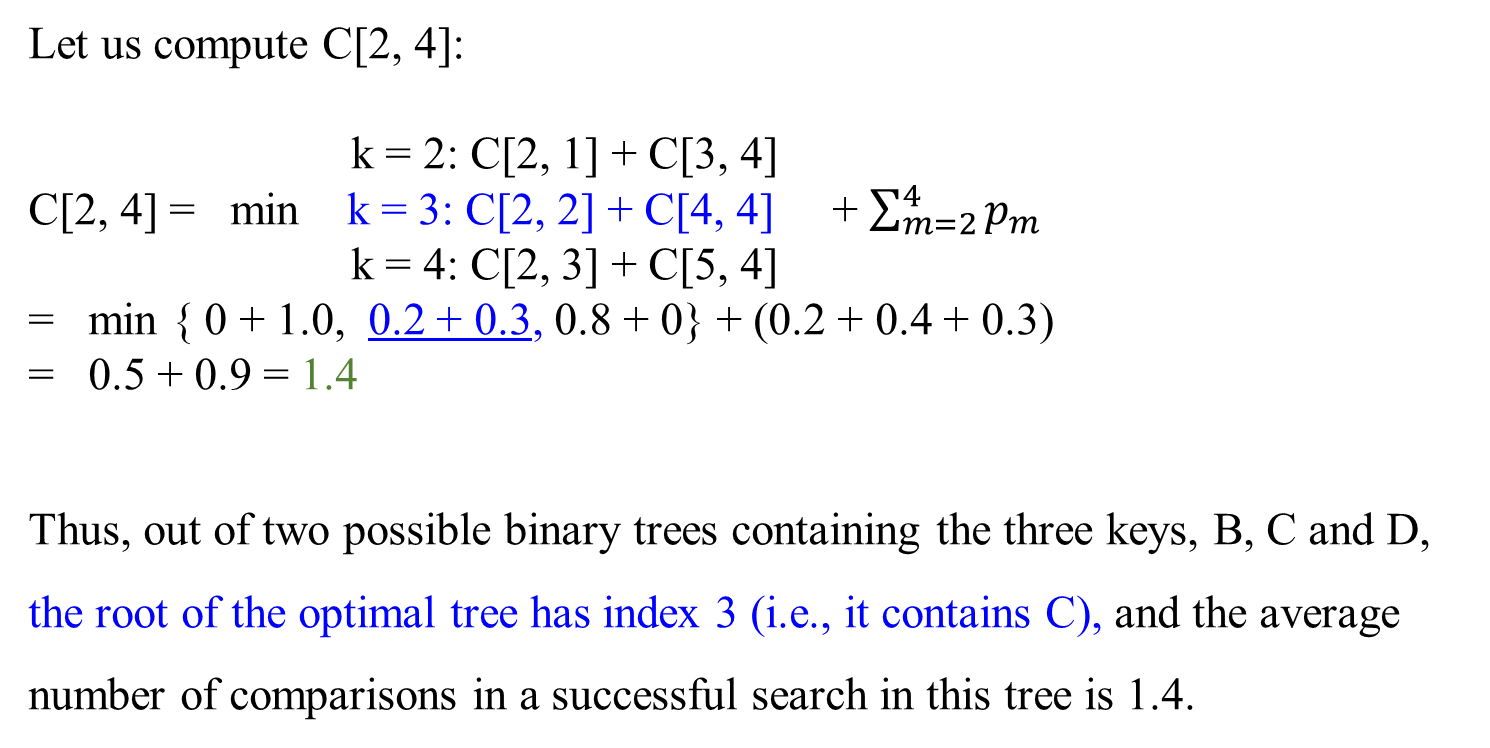 Let us compute C[2, 4]:
k = 2: C[2, 1] + C[3, 4]
C[2, 4] = min k = 3: C[2, 2] + C[4, 4] + ∑⁴ₘ₌₂ pₘ
k = 4: C[2, 3] + C[5, 4]
= min { 0 + 1.0, 0.2 + 0.3, 0.8 + 0} + (0.2 + 0.4 + 0.3)
= 0.5 + 0.9 = 1.4
Thus, out of two possible binary trees containing the three keys, B, C and D,
the root of the optimal tree has index 3 (i.e., it contains C), and the average
number of comparisons in a successful search in this tree is 1.4.